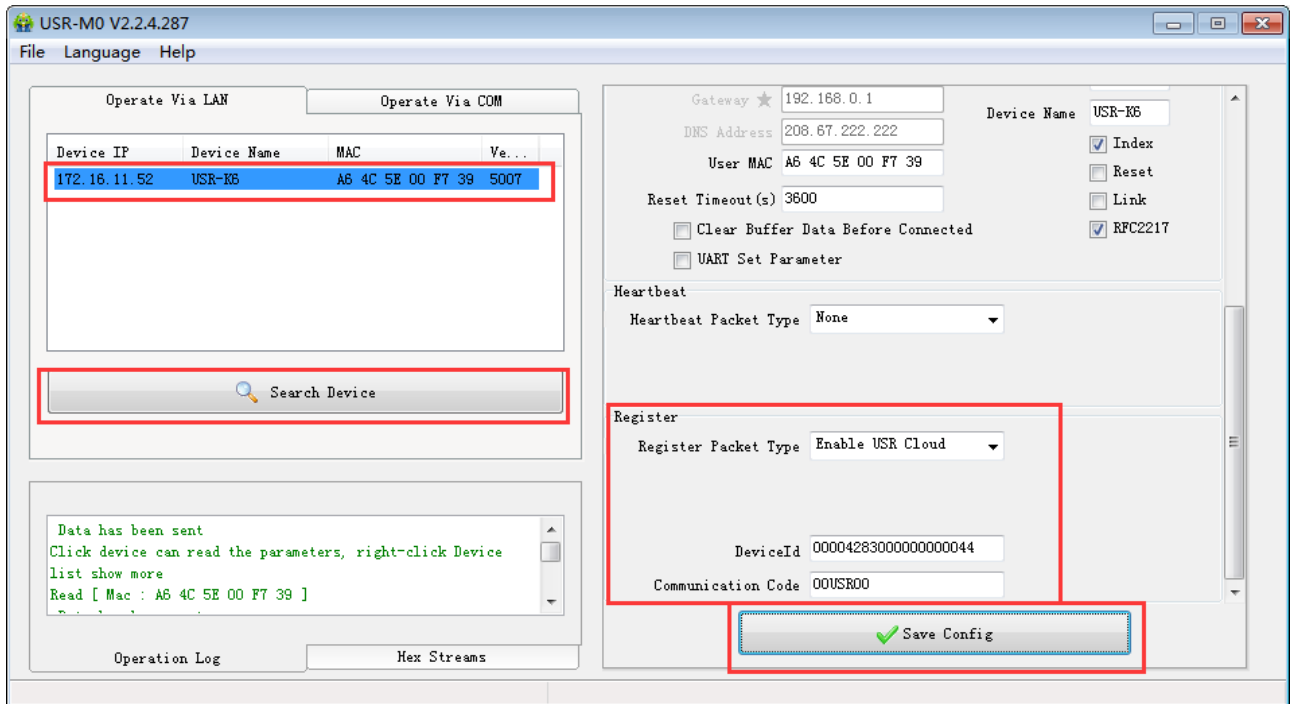 USR-M0 V2.2.4.287
File Language Help
Operate Via LAN
Operate Via COM
Device IP Device Name MAC Ve...
172.16.11.52 USR-K6 A6 4C 5E 00 F7 39 5007
Search Device
Data has been sent
Click device can read the parameters, right-click Device
list show more
Read [ Mac : A6 4C 5E 00 F7 39 ]
Operation Log
Hex Streams
Gateway ★ 192.168.0.1
DNS Address 208.67.222.222
User MAC A6 4C 5E 00 F7 39
Reset Timeout(s) 3600
Clear Buffer Data Before Connected
UART Set Parameter
Device Name USR-K6
Index
Reset
Link
RFC2217
Heartbeat
Heartbeat Packet Type None
Register
Register Packet Type Enable USR Cloud
DeviceId 00004283000000000044
Communication Code 00USR00
Save Config